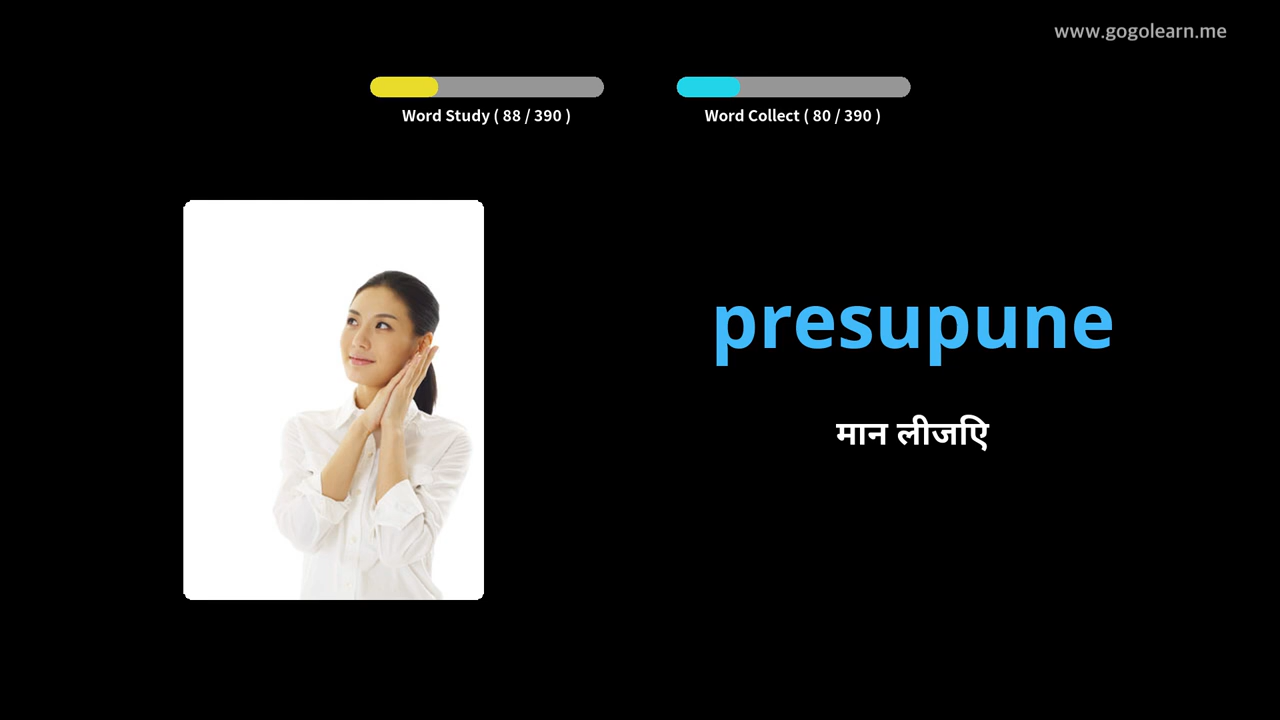 www.gogolearn.me
Word Study ( 88 / 390 )
Word Collect ( 80 / 390 )
presupune
मान लीजिए